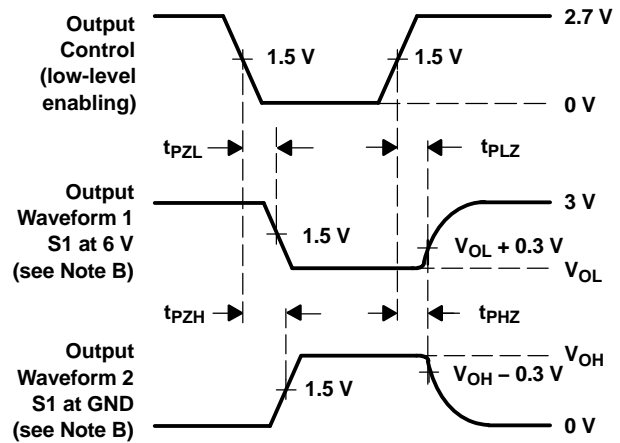 Output
Control
(low-level
enabling)
1.5 V
1.5 V
2.7 V
0 V
tPZL
tPLZ
Output
Waveform 1
S1 at 6 V
(see Note B)
1.5 V
3 V
VOL + 0.3 V
VOL
tPZH
tPHZ
Output
Waveform 2
S1 at GND
(see Note B)
1.5 V
VOH
VOH − 0.3 V
0 V